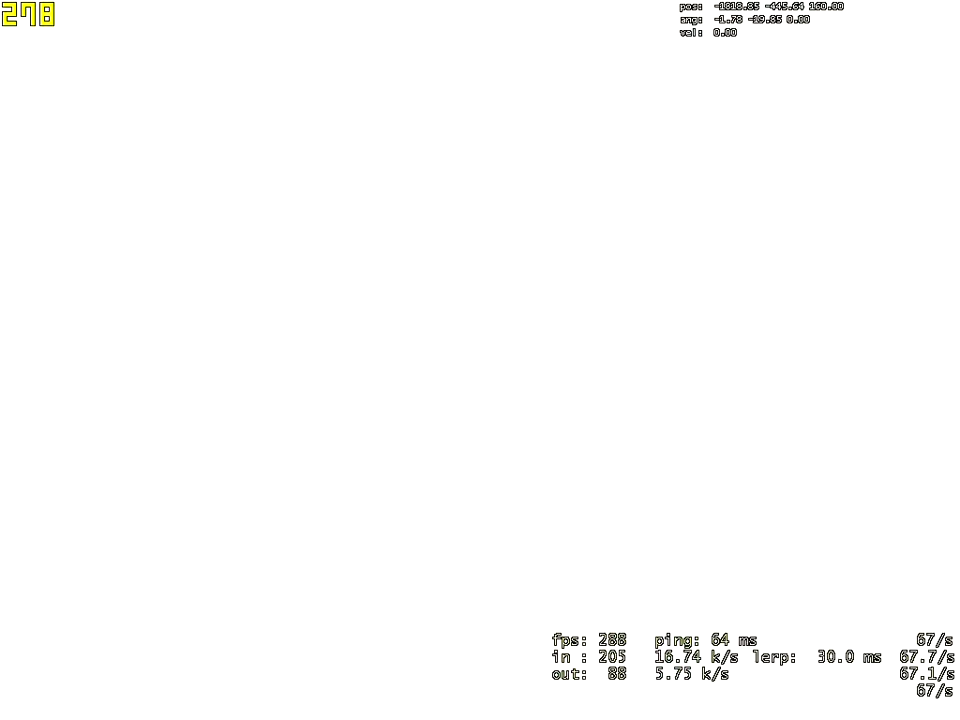 278
pos: -1818.85 -445.64 160.00
ang: -1.78 -19.85 0.00
vel: 0.00
fps: 288 ping: 64 ms 67/s
in : 205 16.74 k/s lerp: 30.0 ms 67.7/s
out: 88 5.75 k/s 67.1/s
67/s